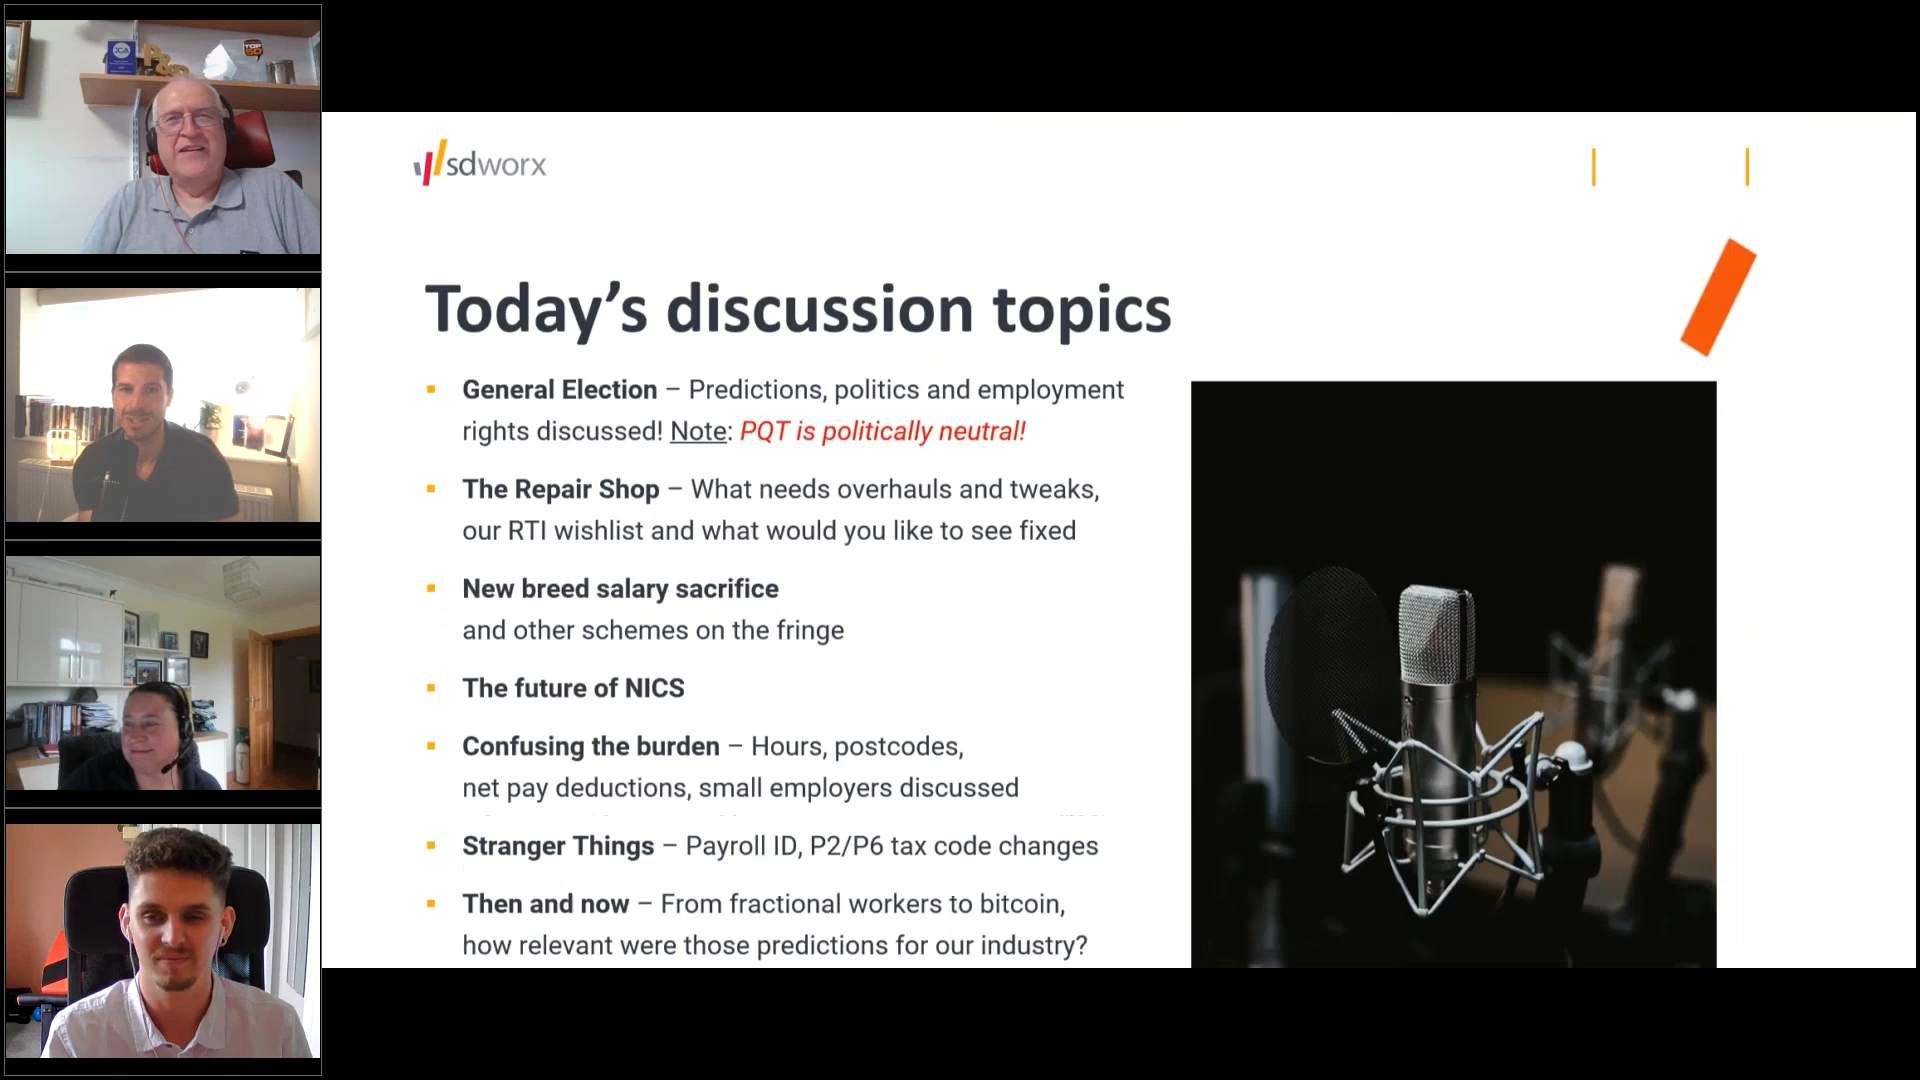 TOP
50
sdworx
Today’s discussion topics
General Election – Predictions, politics and employment
rights discussed! Note: PQT is politically neutral!
The Repair Shop – What needs overhauls and tweaks,
our RTI wishlist and what would you like to see fixed
New breed salary sacrifice
and other schemes on the fringe
The future of NICS
Confusing the burden – Hours, postcodes,
net pay deductions, small employers discussed
Stranger Things – Payroll ID, P2/P6 tax code changes
Then and now – From fractional workers to bitcoin,
how relevant were those predictions for our industry?